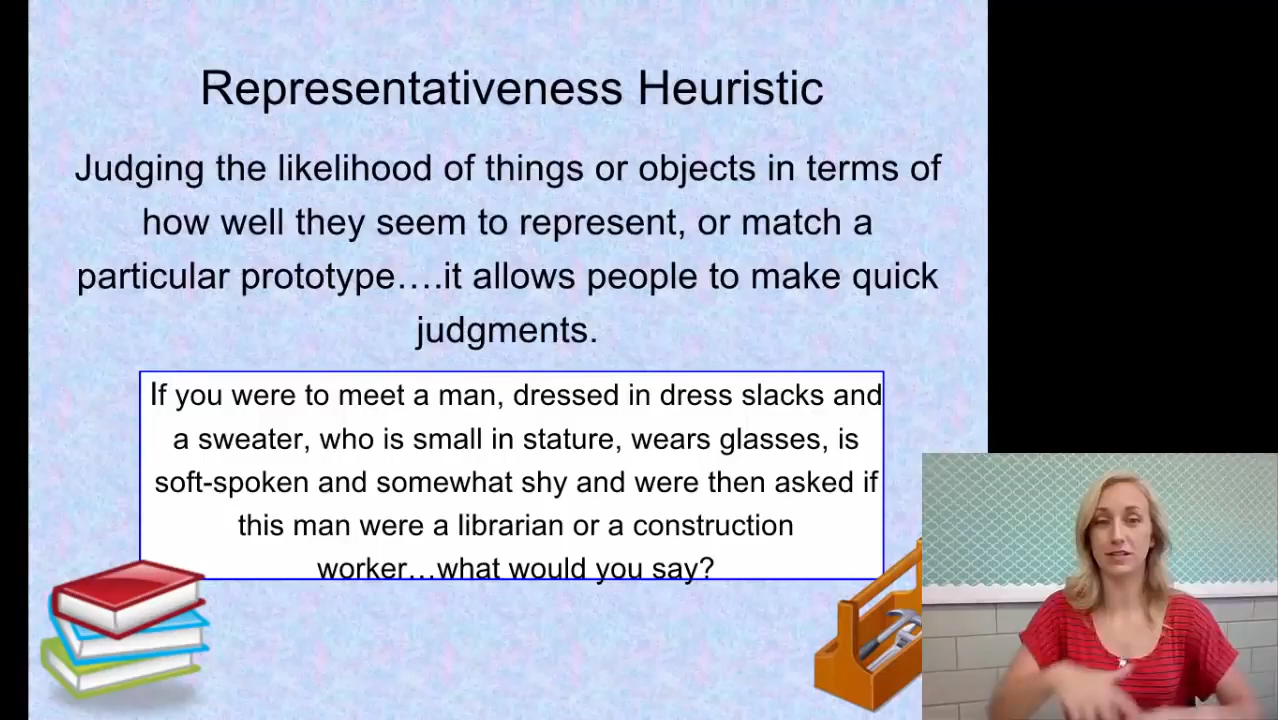 Representativeness Heuristic
Judging the likelihood of things or objects in terms of
how well they seem to represent, or match a
particular prototype….it allows people to make quick
judgments.
If you were to meet a man, dressed in dress slacks and
a sweater, who is small in stature, wears glasses, is
soft-spoken and somewhat shy and were then asked if
this man were a librarian or a construction
worker…what would you say?